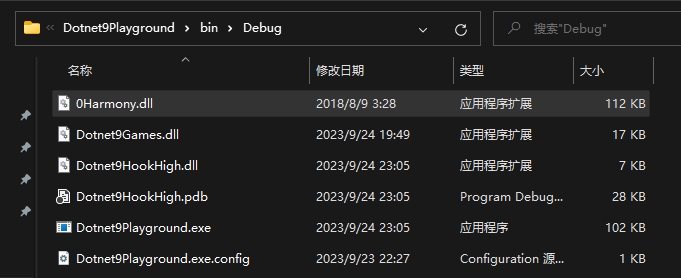 Dotnet9Playground › bin › Debug 搜索"Debug"
名称 修改日期 类型 大小
0Harmony.dll 2018/8/9 3:28 应用程序扩展 112 KB
Dotnet9Games.dll 2023/9/24 19:49 应用程序扩展 17 KB
Dotnet9HookHigh.dll 2023/9/24 23:05 应用程序扩展 7 KB
Dotnet9HookHigh.pdb 2023/9/24 23:05 Program Debug... 28 KB
Dotnet9Playground.exe 2023/9/24 23:05 应用程序 102 KB
Dotnet9Playground.exe.config 2023/9/23 22:27 Configuration 源... 1 KB